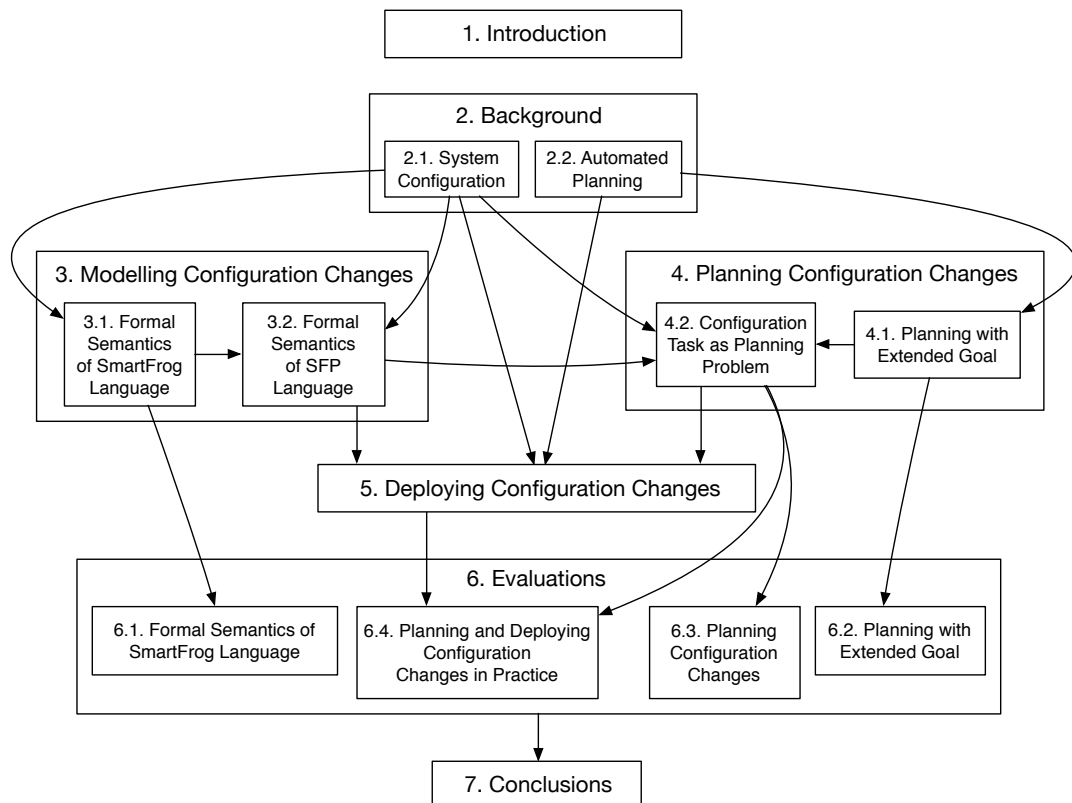 1. Introduction
2. Background
2.1. System
Configuration
2.2. Automated
Planning
3. Modelling Configuration Changes
3.1. Formal
Semantics
of SmartFrog
Language
3.2. Formal
Semantics
of SFP
Language
4. Planning Configuration Changes
4.2. Configuration
Task as Planning
Problem
4.1. Planning with
Extended Goal
5. Deploying Configuration Changes
6. Evaluations
6.1. Formal Semantics of
SmartFrog Language
6.4. Planning and Deploying
Configuration
Changes in Practice
6.3. Planning
Configuration
Changes
6.2. Planning with
Extended Goal
7. Conclusions